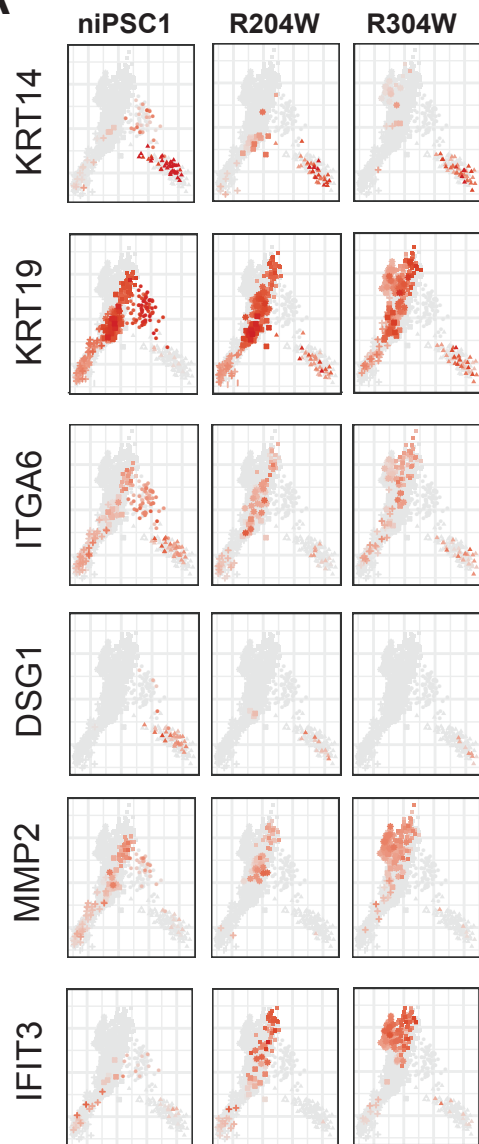 A
niPSC1 R204W R304W
KRT14
KRT19
ITGA6
DSG1
MMP2
IFIT3